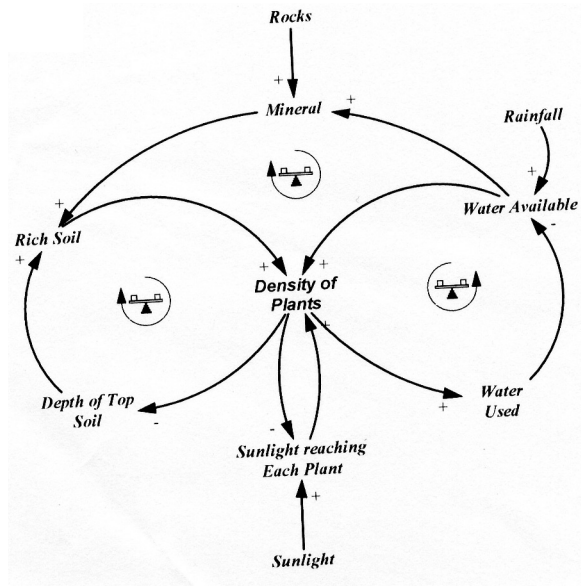 Rocks
+
Mineral
+
Rainfall
+
+
Water Available
Rich Soil
-
+
+
+
Density of
Plants
+
Depth of Top
Soil
-
+
Water
Used
-
Sunlight reaching
Each Plant
+
Sunlight